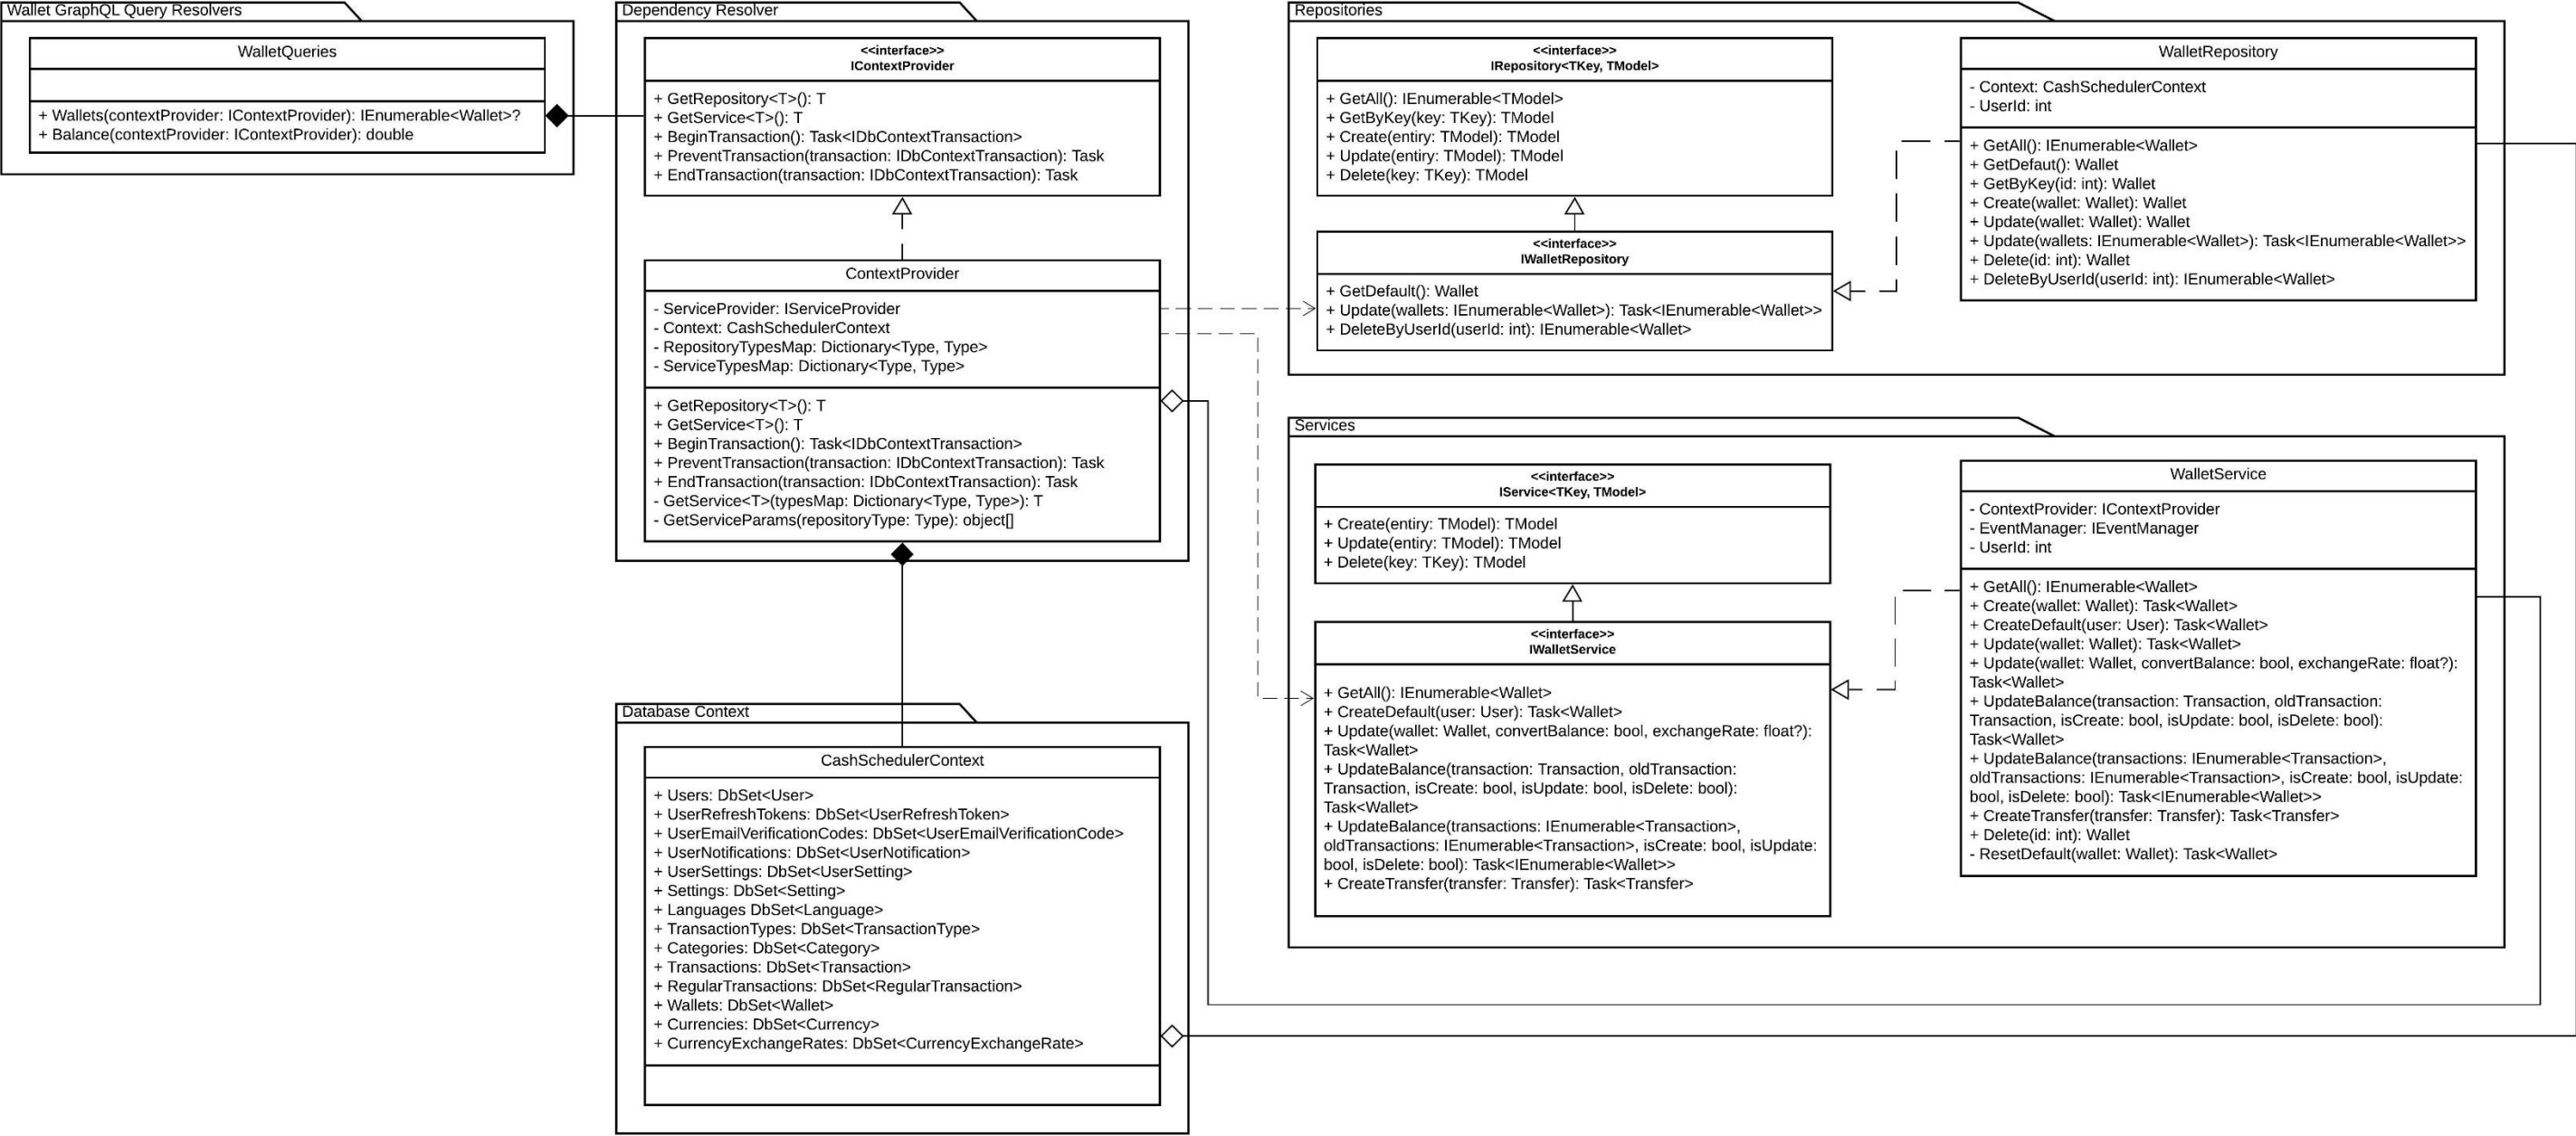 Wallet GraphQL Query Resolvers
WalletQueries
+ Wallets(contextProvider: IContextProvider): IEnumerable<Wallet>?
+ Balance(contextProvider: IContextProvider): double
Dependency Resolver
<<interface>>
IContextProvider
+ GetRepository<T>(): T
+ GetService<T>(): T
+ BeginTransaction(): Task<IDbContextTransaction>
+ PreventTransaction(transaction: IDbContextTransaction): Task
+ EndTransaction(transaction: IDbContextTransaction): Task
ContextProvider
- ServiceProvider: IServiceProvider
- Context: CashSchedulerContext
- RepositoryTypesMap: Dictionary<Type, Type>
- ServiceTypesMap: Dictionary<Type, Type>
+ GetRepository<T>(): T
+ GetService<T>(): T
+ BeginTransaction(): Task<IDbContextTransaction>
+ PreventTransaction(transaction: IDbContextTransaction): Task
+ EndTransaction(transaction: IDbContextTransaction): Task
- GetService<T>(typesMap: Dictionary<Type, Type>): T
- GetServiceParams(repositoryType: Type): object[]
Database Context
CashSchedulerContext
+ Users: DbSet<User>
+ UserRefreshTokens: DbSet<UserRefreshToken>
+ UserEmailVerificationCodes: DbSet<UserEmailVerificationCode>
+ UserNotifications: DbSet<UserNotification>
+ UserSettings: DbSet<UserSetting>
+ Settings: DbSet<Setting>
+ Languages DbSet<Language>
+ TransactionTypes: DbSet<TransactionType>
+ Categories: DbSet<Category>
+ Transactions: DbSet<Transaction>
+ RegularTransactions: DbSet<RegularTransaction>
+ Wallets: DbSet<Wallet>
+ Currencies: DbSet<Currency>
+ CurrencyExchangeRates: DbSet<CurrencyExchangeRate>
Repositories
<<interface>>
IRepository<TKey, TModel>
+ GetAll(): IEnumerable<TModel>
+ GetByKey(key: TKey): TModel
+ Create(entiry: TModel): TModel
+ Update(entiry: TModel): TModel
+ Delete(key: TKey): TModel
<<interface>>
IWalletRepository
+ GetDefault(): Wallet
+ Update(wallets: IEnumerable<Wallet>): Task<IEnumerable<Wallet>>
+ DeleteByUserId(userId: int): IEnumerable<Wallet>
WalletRepository
- Context: CashSchedulerContext
- UserId: int
+ GetAll(): IEnumerable<Wallet>
+ GetDefaut(): Wallet
+ GetByKey(id: int): Wallet
+ Create(wallet: Wallet): Wallet
+ Update(wallet: Wallet): Wallet
+ Update(wallets: IEnumerable<Wallet>): Task<IEnumerable<Wallet>>
+ Delete(id: int): Wallet
+ DeleteByUserId(userId: int): IEnumerable<Wallet>
Services
<<interface>>
IService<TKey, TModel>
+ Create(entiry: TModel): TModel
+ Update(entiry: TModel): TModel
+ Delete(key: TKey): TModel
<<interface>>
IWalletService
+ GetAll(): IEnumerable<Wallet>
+ CreateDefault(user: User): Task<Wallet>
+ Update(wallet: Wallet, convertBalance: bool, exchangeRate: float?):
Task<Wallet>
+ UpdateBalance(transaction: Transaction, oldTransaction:
Transaction, isCreate: bool, isUpdate: bool, isDelete: bool):
Task<Wallet>
+ UpdateBalance(transactions: IEnumerable<Transaction>,
oldTransactions: IEnumerable<Transaction>, isCreate: bool, isUpdate:
bool, isDelete: bool): Task<IEnumerable<Wallet>>
+ CreateTransfer(transfer: Transfer): Task<Transfer>
WalletService
- ContextProvider: IContextProvider
- EventManager: IEventManager
- UserId: int
+ GetAll(): IEnumerable<Wallet>
+ Create(wallet: Wallet): Task<Wallet>
+ CreateDefault(user: User): Task<Wallet>
+ Update(wallet: Wallet): Task<Wallet>
+ Update(wallet: Wallet, convertBalance: bool, exchangeRate: float?):
Task<Wallet>
+ UpdateBalance(transaction: Transaction, oldTransaction:
Transaction, isCreate: bool, isUpdate: bool, isDelete: bool):
Task<Wallet>
+ UpdateBalance(transactions: IEnumerable<Transaction>,
oldTransactions: IEnumerable<Transaction>, isCreate: bool, isUpdate:
bool, isDelete: bool): Task<IEnumerable<Wallet>>
+ CreateTransfer(transfer: Transfer): Task<Transfer>
+ Delete(id: int): Wallet
- ResetDefault(wallet: Wallet): Task<Wallet>